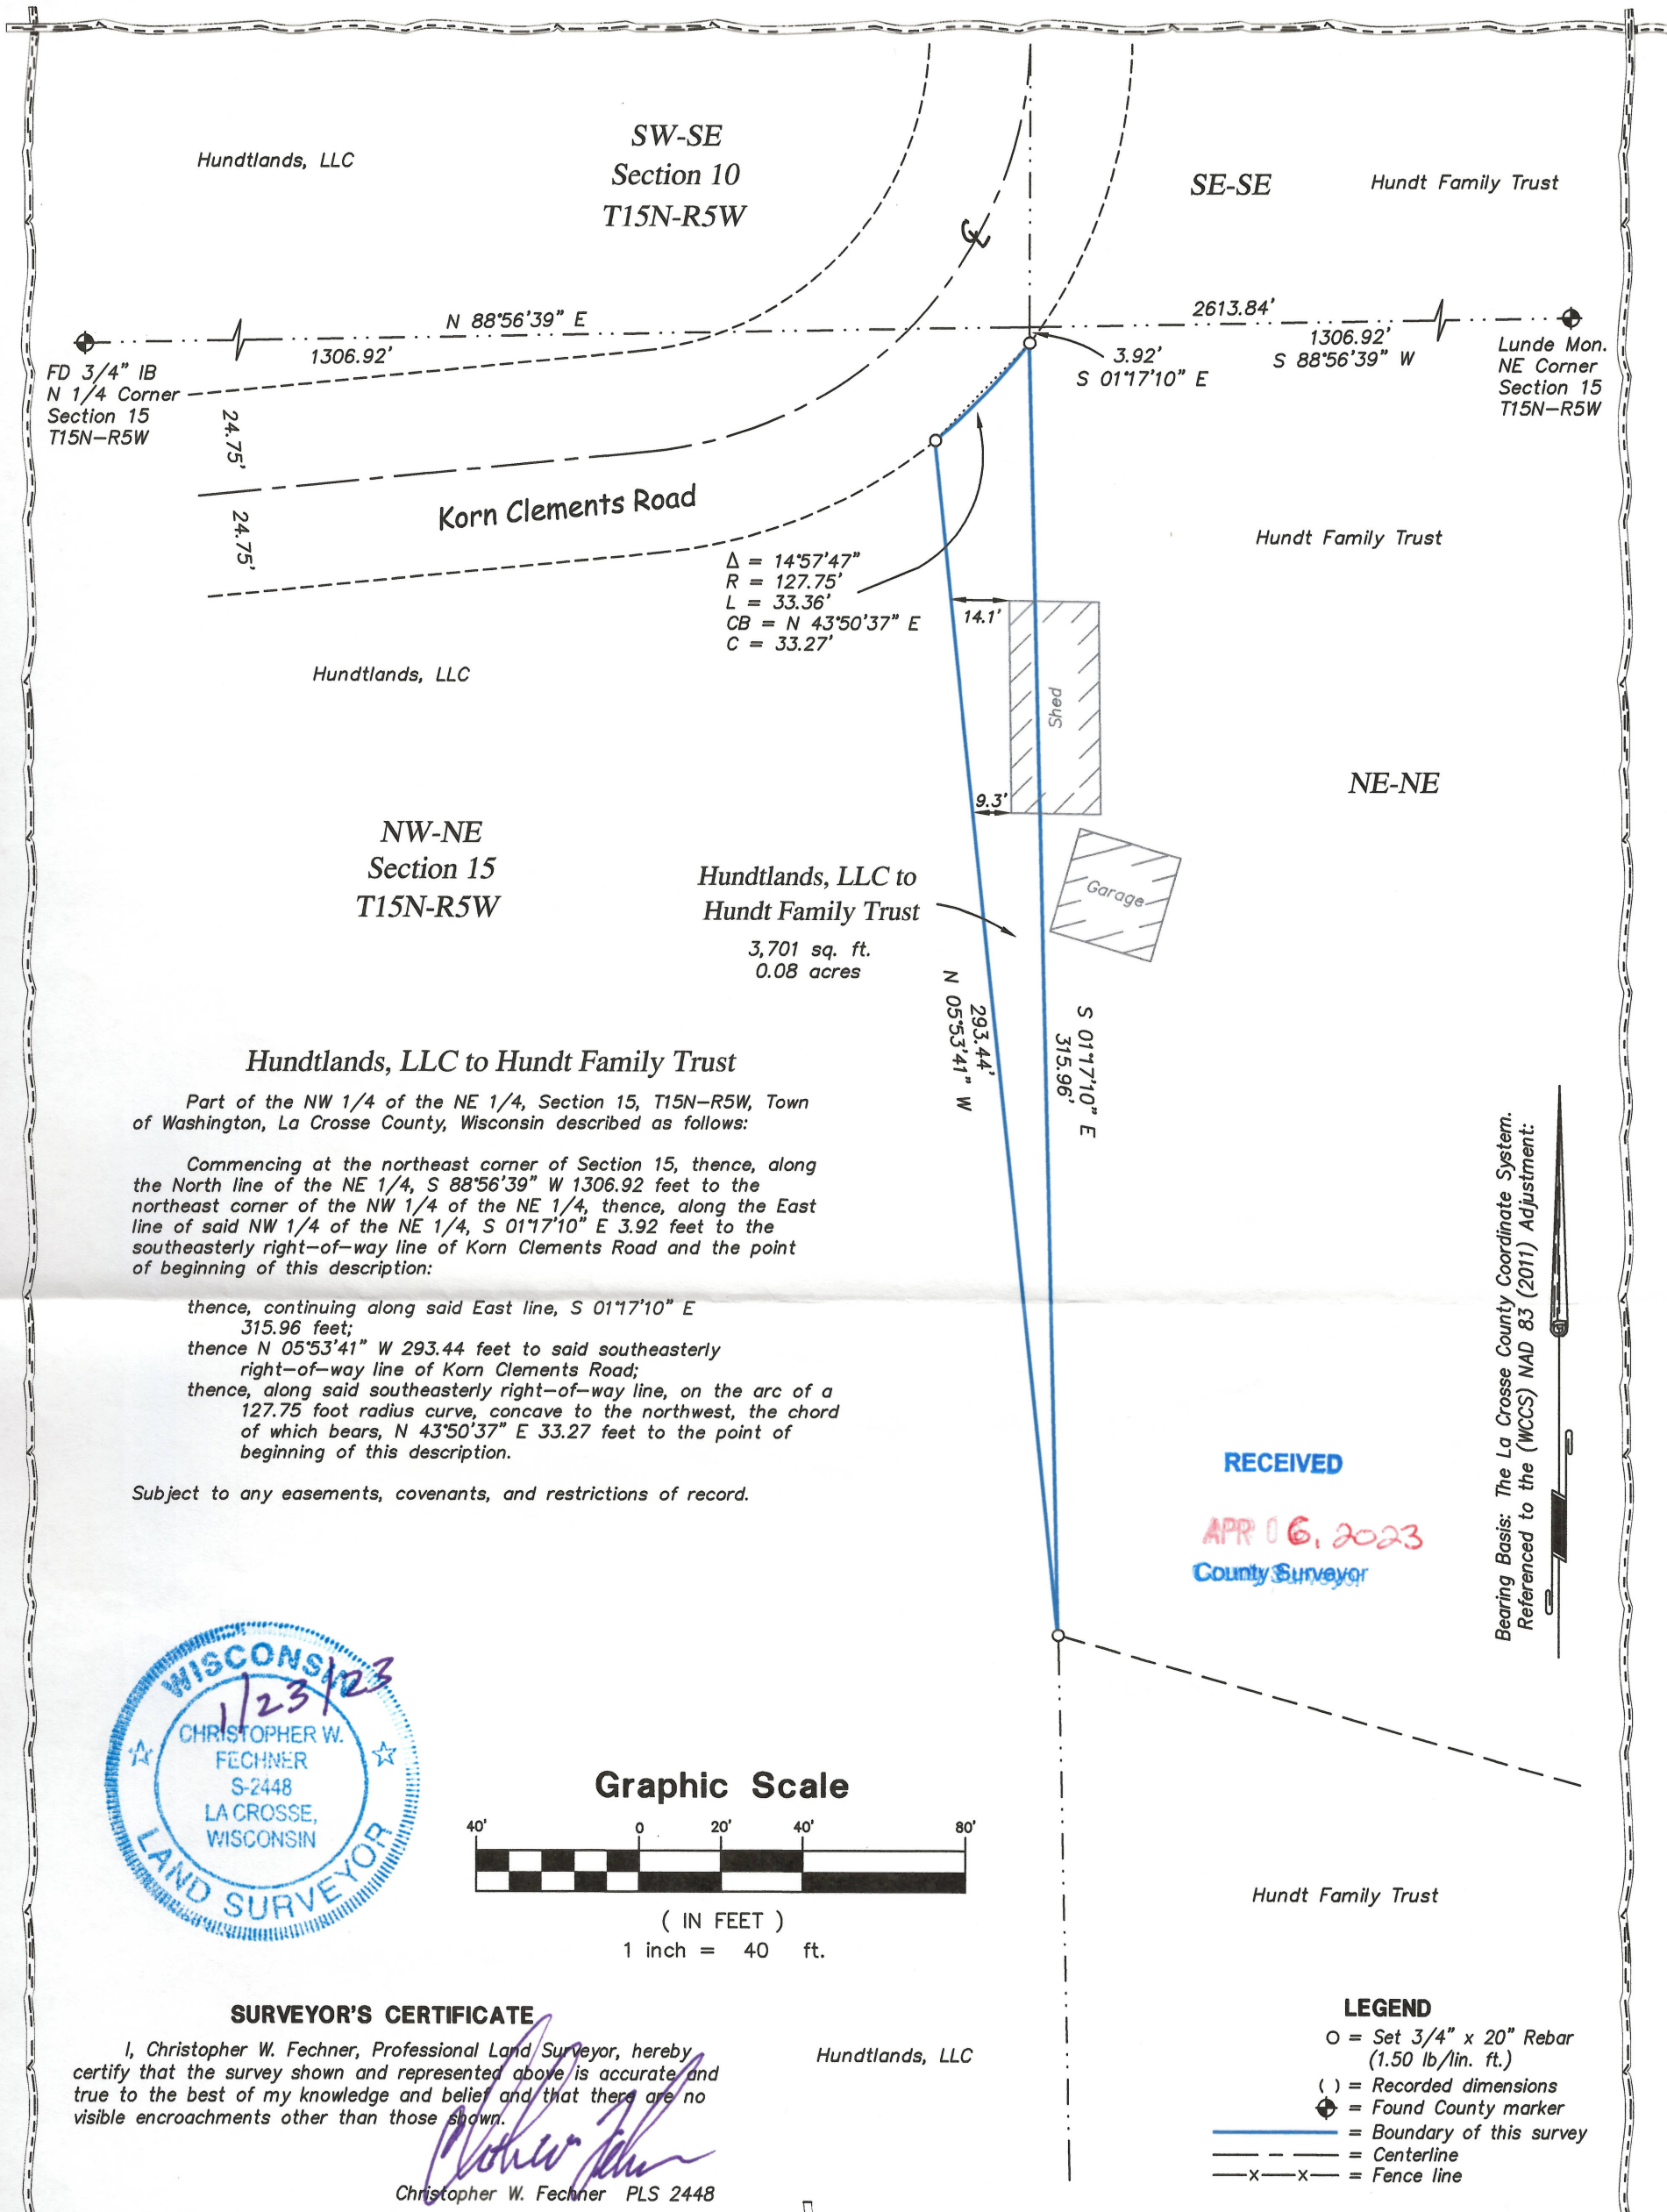 Hundtlands, LLC
SW-SE
Section 10
T15N-R5W
SE-SE
Hundt Family Trust
℄
N 88°56'39" E
1306.92'
2613.84'
1306.92'
S 88°56'39" W
3.92'
S 01°17'10" E
FD 3/4" IB
N 1/4 Corner
Section 15
T15N-R5W
Lunde Mon.
NE Corner
Section 15
T15N-R5W
24.75'
24.75'
Korn Clements Road
Hundt Family Trust
Δ = 14°57'47"
R = 127.75'
L = 33.36'
CB = N 43°50'37" E
C = 33.27'
14.1'
Shed
9.3'
Garage
Hundtlands, LLC
NE-NE
NW-NE
Section 15
T15N-R5W
Hundtlands, LLC to
Hundt Family Trust
3,701 sq. ft.
0.08 acres
293.44'
N 05°53'41" W
S 01°17'10" E
315.96'
Hundtlands, LLC to Hundt Family Trust
Part of the NW 1/4 of the NE 1/4, Section 15, T15N-R5W, Town
of Washington, La Crosse County, Wisconsin described as follows:
Commencing at the northeast corner of Section 15, thence, along
the North line of the NE 1/4, S 88°56'39" W 1306.92 feet to the
northeast corner of the NW 1/4 of the NE 1/4, thence, along the East
line of said NW 1/4 of the NE 1/4, S 01°17'10" E 3.92 feet to the
southeasterly right-of-way line of Korn Clements Road and the point
of beginning of this description:
thence, continuing along said East line, S 01°17'10" E
315.96 feet;
thence N 05°53'41" W 293.44 feet to said southeasterly
right-of-way line of Korn Clements Road;
thence, along said southeasterly right-of-way line, on the arc of a
127.75 foot radius curve, concave to the northwest, the chord
of which bears, N 43°50'37" E 33.27 feet to the point of
beginning of this description.
Subject to any easements, covenants, and restrictions of record.
Bearing Basis: The La Crosse County Coordinate System.
Referenced to the (WCCS) NAD 83 (2011) Adjustment:
RECEIVED
APR 06, 2023
County Surveyor
WISCONSIN
1/23/23
CHRISTOPHER W.
FECHNER
S-2448
LA CROSSE,
WISCONSIN
LAND SURVEYOR
Graphic Scale
40' 0 20' 40' 80'
( IN FEET )
1 inch = 40 ft.
Hundt Family Trust
SURVEYOR'S CERTIFICATE
I, Christopher W. Fechner, Professional Land Surveyor, hereby
certify that the survey shown and represented above is accurate and
true to the best of my knowledge and belief and that there are no
visible encroachments other than those shown.
Christopher W. Fechner PLS 2448
Hundtlands, LLC
LEGEND
O = Set 3/4" x 20" Rebar
(1.50 lb/lin. ft.)
( ) = Recorded dimensions
= Found County marker
= Boundary of this survey
= Centerline
—x—x— = Fence line